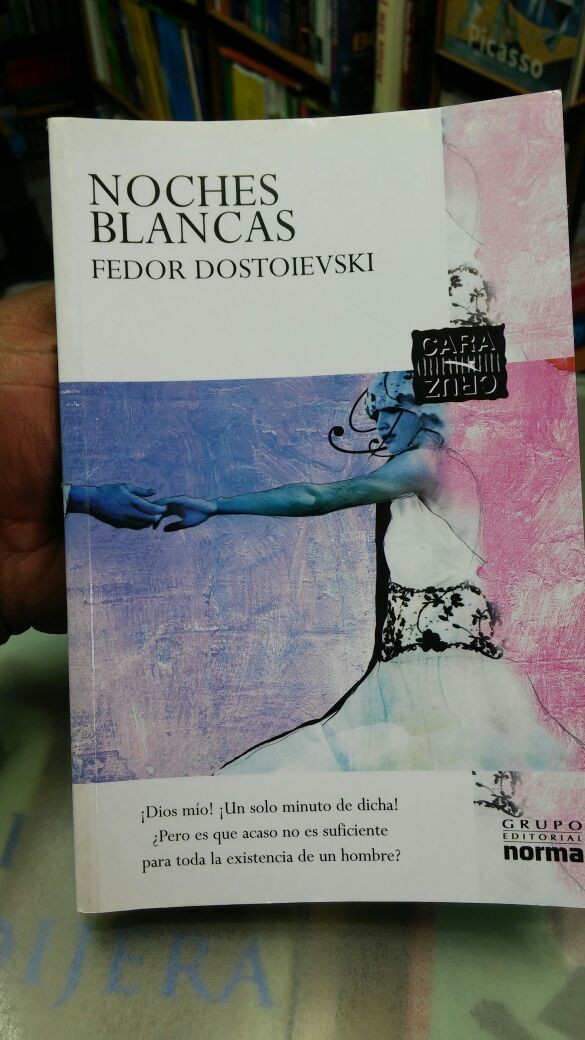 Picasso
NOCHES
BLANCAS
FEDOR DOSTOIEVSKI
CARA
CRUZ
¡Dios mío! ¡Un solo minuto de dicha!
¿Pero es que acaso no es suficiente
para toda la existencia de un hombre?
GRUPO
EDITORIAL
norma
DIJERA